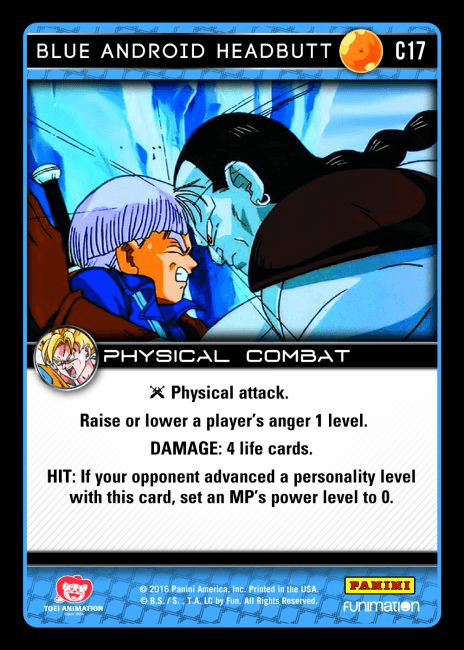 BLUE ANDROID HEADBUTT C17
PHYSICAL COMBAT
Physical attack.
Raise or lower a player's anger 1 level.
DAMAGE: 4 life cards.
HIT: If your opponent advanced a personality level
with this card, set an MP's power level to 0.
TOEI ANIMATION
© 2016 Panini America, Inc. Printed in the USA.
© B.S. / S. , T.A. LC by Fun. All Rights Reserved.
PANINI
FUNIMATION